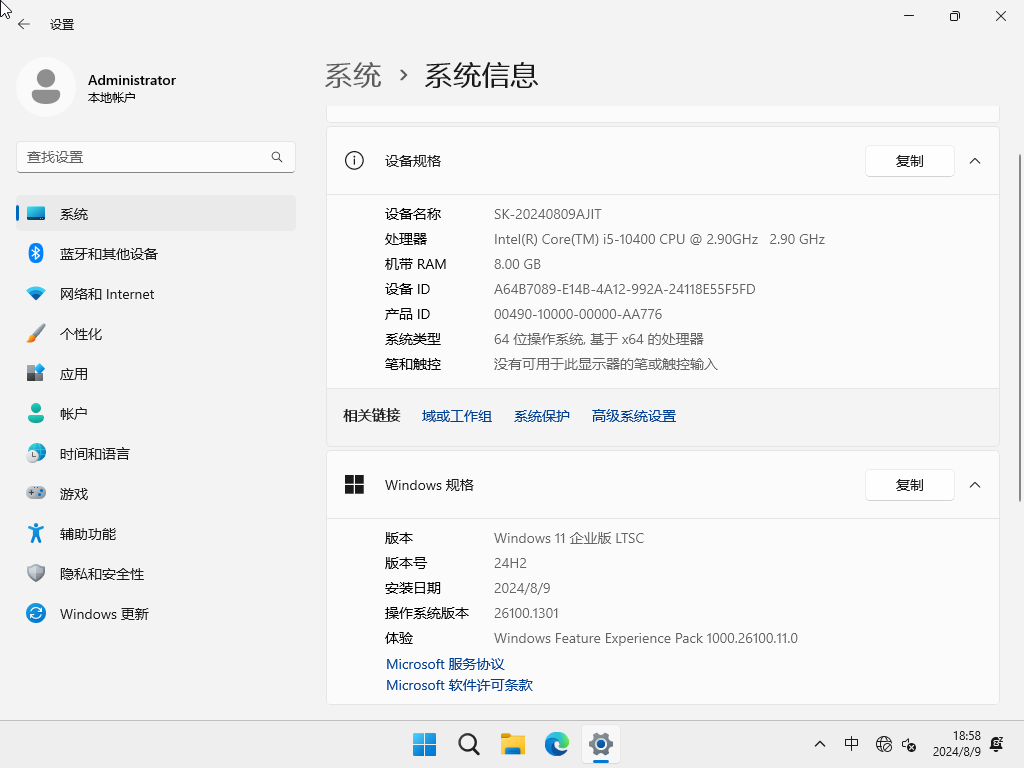 设置
Administrator
本地帐户
查找设置
系统
蓝牙和其他设备
网络和 Internet
个性化
应用
帐户
时间和语言
游戏
辅助功能
隐私和安全性
Windows 更新
系统 › 系统信息
设备规格 复制
设备名称 SK-20240809AJIT
处理器 Intel(R) Core(TM) i5-10400 CPU @ 2.90GHz 2.90 GHz
机带 RAM 8.00 GB
设备 ID A64B7089-E14B-4A12-992A-24118E55F5FD
产品 ID 00490-10000-00000-AA776
系统类型 64 位操作系统, 基于 x64 的处理器
笔和触控 没有可用于此显示器的笔或触控输入
相关链接 域或工作组 系统保护 高级系统设置
Windows 规格 复制
版本 Windows 11 企业版 LTSC
版本号 24H2
安装日期 2024/8/9
操作系统版本 26100.1301
体验 Windows Feature Experience Pack 1000.26100.11.0
Microsoft 服务协议
Microsoft 软件许可条款
中
18:58
2024/8/9